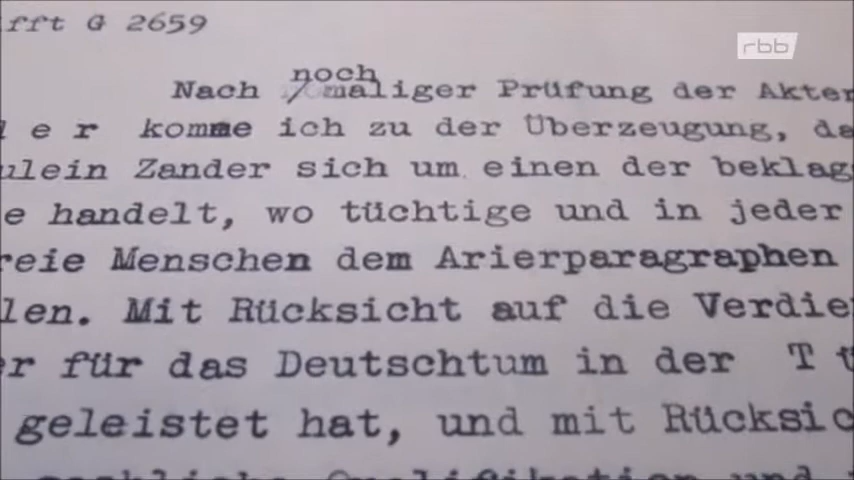 fft G 2659
rbb
noch
Nach maliger Prüfung der Akten
d e r komme ich zu der Überzeugung, da
ulein Zander sich um einen der beklag
e handelt, wo tüchtige und in jeder
reie Menschen dem Arierparagraphen
len. Mit Rücksicht auf die Verdie
er für das Deutschtum in der T ü
geleistet hat, und mit Rücksic